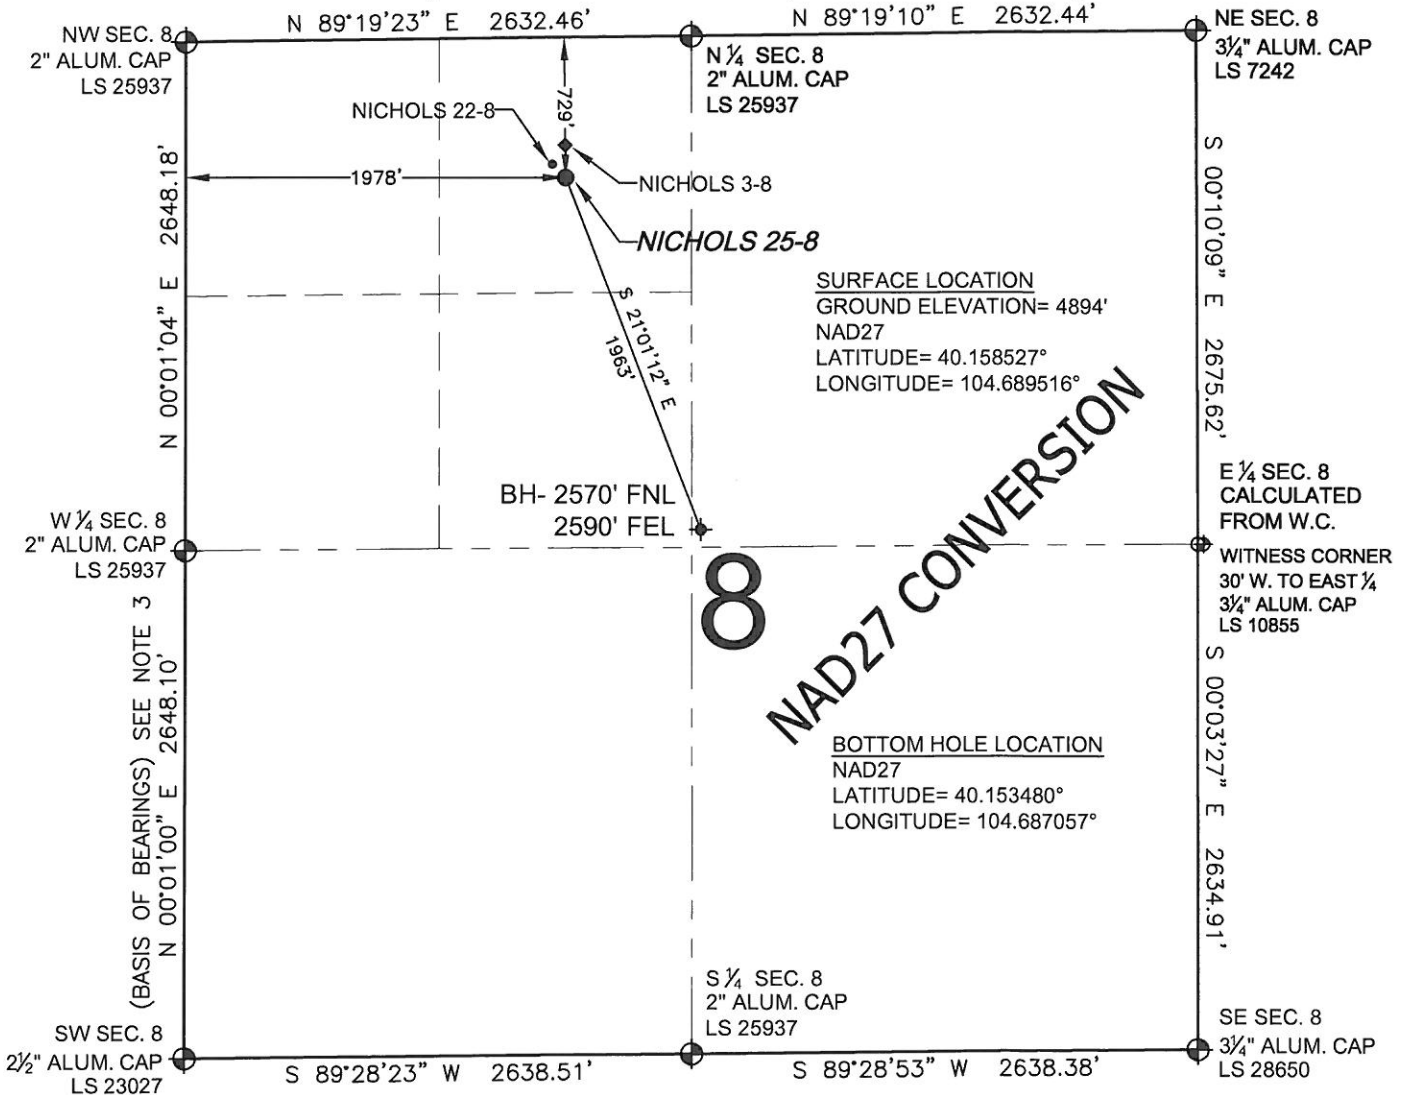 N 89°19'23" E 2632.46'
N 89°19'10" E 2632.44'
NW SEC. 8
2" ALUM. CAP
LS 25937
N ¼ SEC. 8
2" ALUM. CAP
LS 25937
NE SEC. 8
3¼" ALUM. CAP
LS 7242
NICHOLS 22-8
729'
1978'
NICHOLS 3-8
NICHOLS 25-8
N 00°01'04" E 2648.18'
S 00°10'09" E 2675.62'
SURFACE LOCATION
GROUND ELEVATION= 4894'
NAD27
LATITUDE= 40.158527°
LONGITUDE= 104.689516°
S 21°01'12" E
1963'
NAD27 CONVERSION
BH- 2570' FNL
2590' FEL
W ¼ SEC. 8
2" ALUM. CAP
LS 25937
E ¼ SEC. 8
CALCULATED
FROM W.C.
WITNESS CORNER
30' W. TO EAST ¼
3¼" ALUM. CAP
LS 10855
8
(BASIS OF BEARINGS) SEE NOTE 3
N 00°01'00" E 2648.10'
S 00°03'27" E 2634.91'
BOTTOM HOLE LOCATION
NAD27
LATITUDE= 40.153480°
LONGITUDE= 104.687057°
SW SEC. 8
2½" ALUM. CAP
LS 23027
S ¼ SEC. 8
2" ALUM. CAP
LS 25937
SE SEC. 8
3¼" ALUM. CAP
LS 28650
S 89°28'23" W 2638.51'
S 89°28'53" W 2638.38'